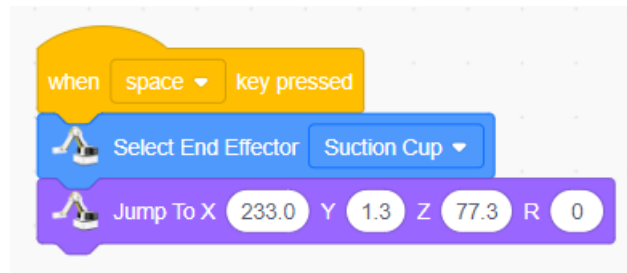 when space key pressed
Select End Effector Suction Cup
Jump To X 233.0 Y 1.3 Z 77.3 R 0